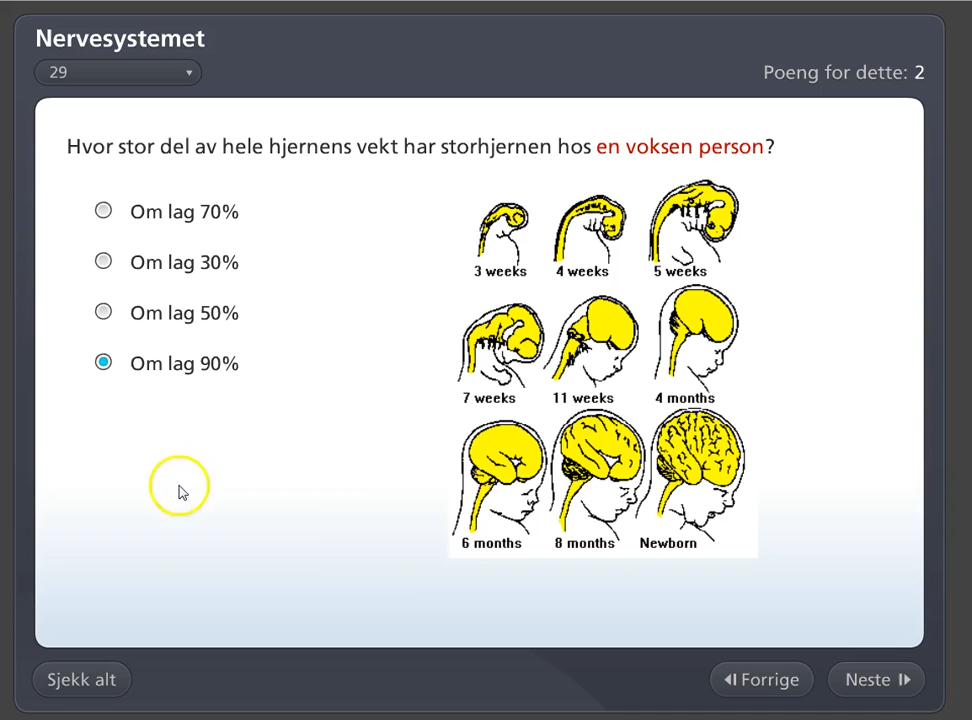 Nervesystemet
29
Poeng for dette: 2
Hvor stor del av hele hjernens vekt har storhjernen hos en voksen person?
Om lag 70%
Om lag 30%
Om lag 50%
Om lag 90%
3 weeks 4 weeks 5 weeks
7 weeks 11 weeks 4 months
6 months 8 months Newborn
Sjekk alt
Forrige
Neste